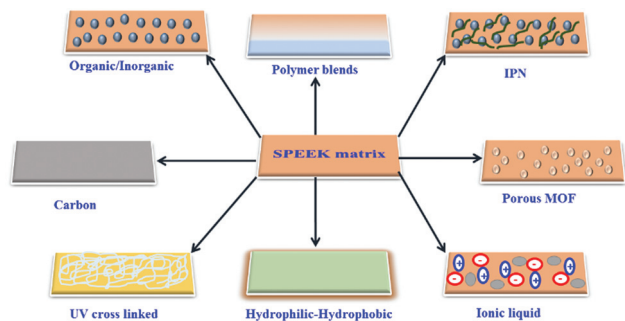 Organic/Inorganic
Polymer blends
IPN
SPEEK matrix
Carbon
Porous MOF
UV cross linked
Hydrophilic-Hydrophobic
Ionic liquid